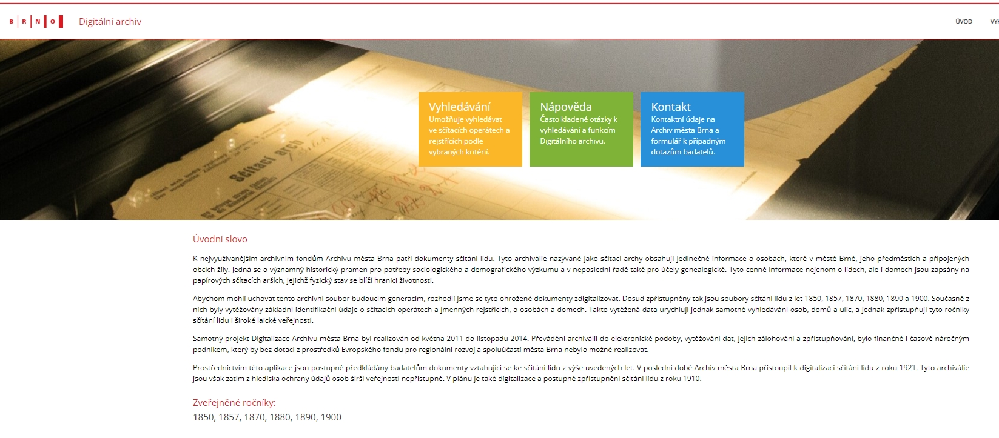 BRNO Digitální archiv ÚVOD
Vyhledávání
Umožňuje vyhledávat
ve sčítacích operátech a
rejstřících podle
vybraných kritérií.
Nápověda
Často kladené otázky k
vyhledávání a funkcím
Digitálního archivu.
Kontakt
Kontaktní údaje na
Archiv města Brna a
formulář k případným
dotazům badatelů.
Sčítací arch
Úvodní slovo
K nejvyužívanějším archivním fondům Archivu města Brna patří dokumenty sčítání lidu. Tyto archiválie nazývané jako sčítací archy obsahují jedinečné informace o osobách, které v městě Brně, jeho předměstích a připojených
obcích žily. Jedná se o významný historický pramen pro potřeby sociologického a demografického výzkumu a v neposlední řadě také pro účely genealogické. Tyto cenné informace nejenom o lidech, ale i domech jsou zapsány na
papírových sčítacích arších, jejichž fyzický stav se blíží hranici životnosti.
Abychom mohli uchovat tento archivní soubor budoucím generacím, rozhodli jsme se tyto ohrožené dokumenty zdigitalizovat. Dosud zpřístupněny tak jsou soubory sčítání lidu z let 1850, 1857, 1870, 1880, 1890 a 1900. Současně z
nich byly vytěžovány základní identifikační údaje o sčítacích operátech a jmenných rejstřících, o osobách a domech. Takto vytěžená data urychlují jednak samotné vyhledávání osob, domů a ulic, a jednak zpřístupňují tyto ročníky
sčítání lidu i široké laické veřejnosti.
Samotný projekt Digitalizace Archivu města Brna byl realizován od května 2011 do listopadu 2014. Převádění archiválií do elektronické podoby, vytěžování dat, jejich zálohování a zpřístupňování, bylo finančně i časově náročným
podnikem, který by bez dotací z prostředků Evropského fondu pro regionální rozvoj a spoluúčasti města Brna nebylo možné realizovat.
Prostřednictvím této aplikace jsou postupně předkládány badatelům dokumenty vztahující se ke sčítání lidu z výše uvedených let. V poslední době Archiv města Brna přistoupil k digitalizaci sčítání lidu z roku 1921. Tyto archiválie
jsou však zatím z hlediska ochrany údajů osob širší veřejnosti nepřístupné. V plánu je také digitalizace a postupné zpřístupnění sčítání lidu z roku 1910.
Zveřejněné ročníky:
1850, 1857, 1870, 1880, 1890, 1900